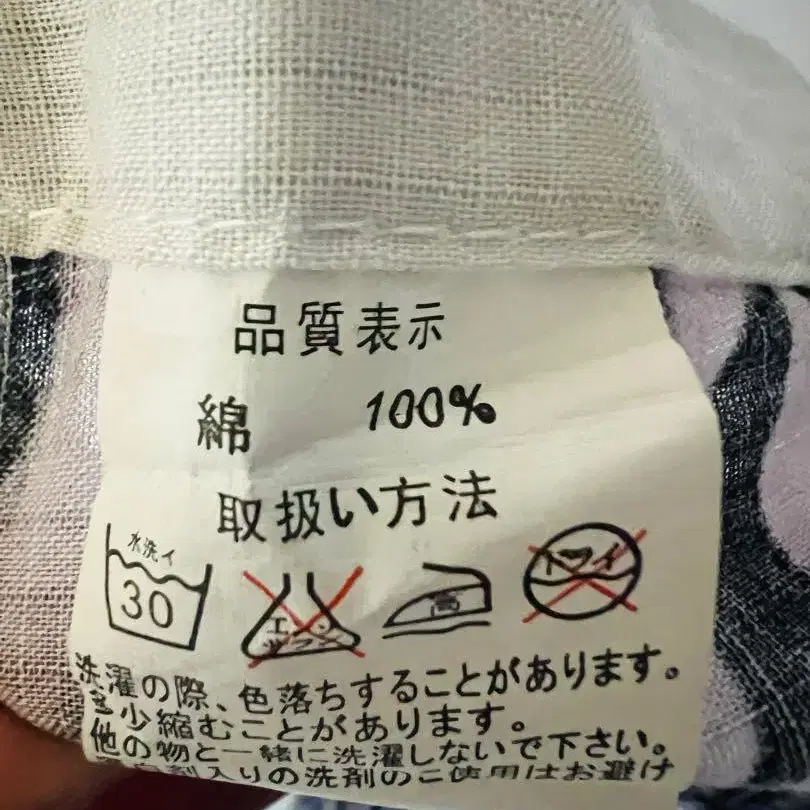 品質表示
綿 100%
取扱い方法
水洗イ
30
エンソサラシ
高
ドライ
洗濯の際、色落ちすることがあります。
多少縮むことがあります。
他の物と一緒に洗濯しないで下さい。
剤入りの洗剤のご使用はお避け